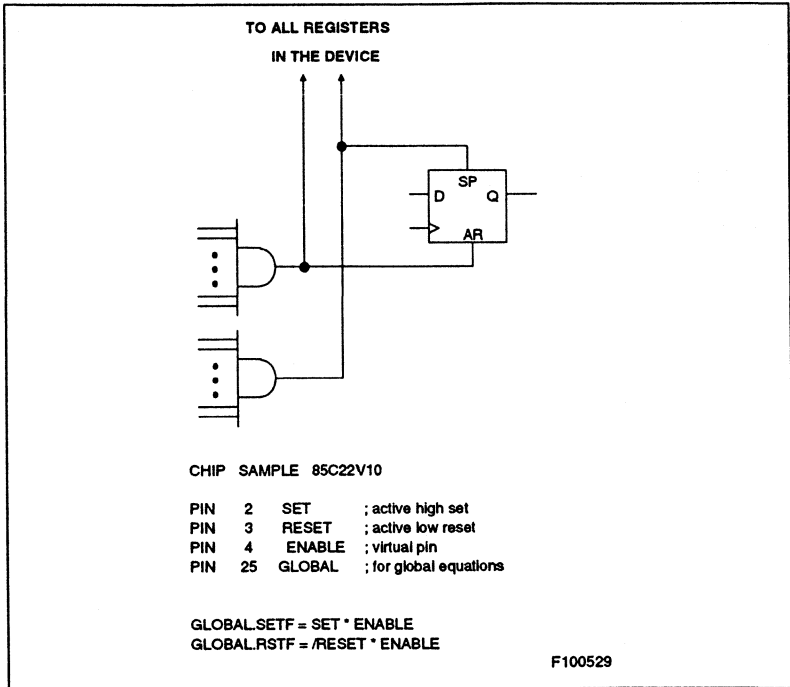 TO ALL REGISTERS
IN THE DEVICE
SP
D Q
AR
CHIP SAMPLE 85C22V10
PIN 2 SET ; active high set
PIN 3 RESET ; active low reset
PIN 4 ENABLE ; virtual pin
PIN 25 GLOBAL ; for global equations
GLOBAL.SETF = SET * ENABLE
GLOBAL.RSTF = /RESET * ENABLE
F100529